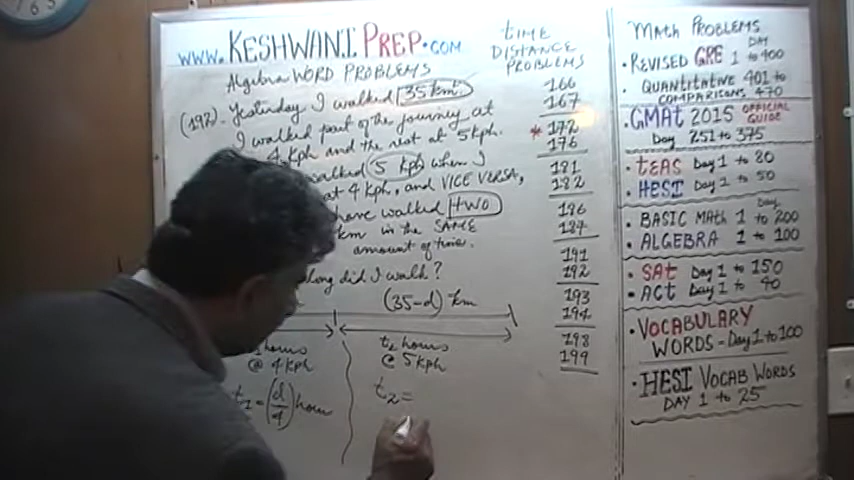 www.KESHWANI PREP.com
Algebra WORD PROBLEMS
(192) - Yesterday I walked 35 km.
I walked part of the journey at
4 kph and the rest at 5 kph.
walked 5 kph when I
at 4 kph, and VICE VERSA,
have walked TWO
km in the SAME
amount of time.
long did I walk?
(35-d) km
hours
@ 4 kph
t1 = (d/4) hour
t2 hours
@ 5 kph
t2 =
TIME
DISTANCE
PROBLEMS
166
167
* 172
176
181
182
186
187
191
192
193
194
198
199
MATH PROBLEMS
DAY
• REVISED GRE 1 to 400
• QUANTITATIVE 401 to
COMPARISONS 470
• GMAT 2015 OFFICIAL
GUIDE
Day 251 to 375
• TEAS Day 1 to 80
• HESI Day 1 to 50
Day
• BASIC MATH 1 to 200
• ALGEBRA 1 to 100
• SAT Day 1 to 150
• ACT Day 1 to 40
• VOCABULARY
WORDS - Day 1 to 100
• HESI VOCAB WORDS
DAY 1 to 25